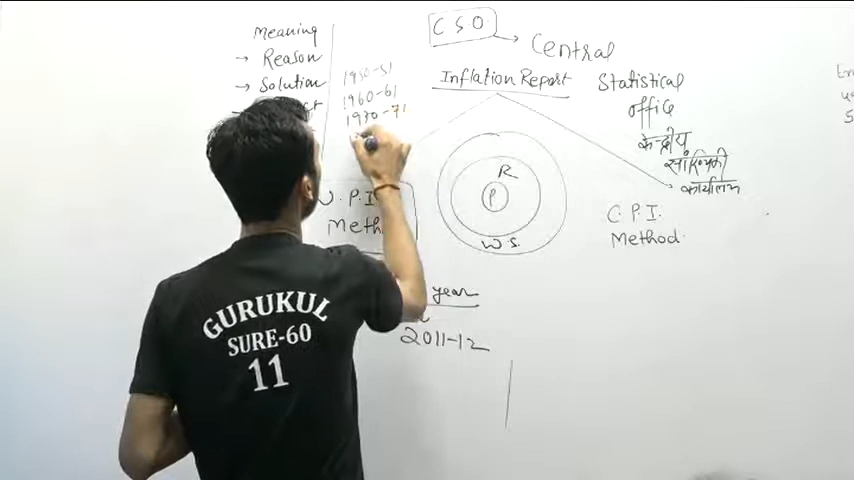 Meaning
→ Reason
→ Solution
1950-51
1960-61
1970-71
CSO
→ Central
Statistical
office
केन्द्रीय
सांख्यिकी
कार्यालय
Inflation Report
R
P
W S.
P.I
Meth
C.P.I.
Method
year
2011-12
GURUKUL
SURE-60
11